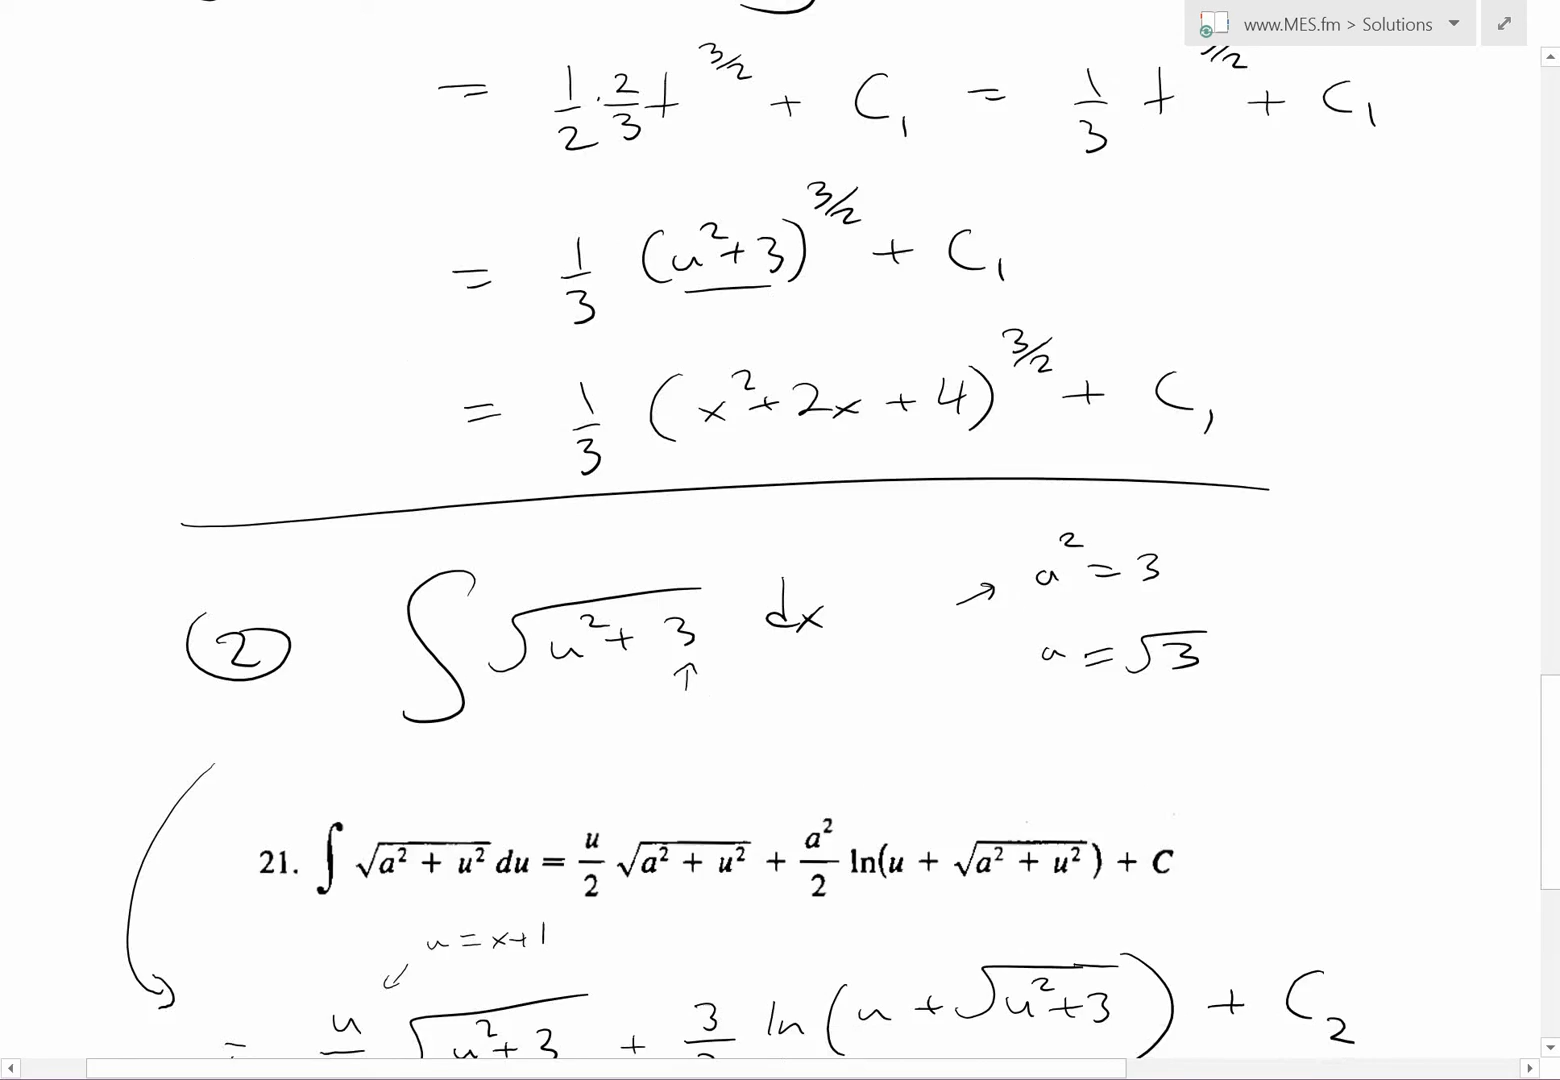 www.MES.fm > Solutions
= 1/2 · 2/3 t^{3/2} + C₁ = 1/3 t^{3/2} + C₁
= 1/3 (u² + 3)^{3/2} + C₁
= 1/3 (x² + 2x + 4)^{3/2} + C₁
② ∫ √(u² + 3) dx → a² = 3
↑ a = √3
21. ∫ √(a² + u²) du = u/2 √(a² + u²) + a²/2 ln(u + √(a² + u²)) + C
u = x + 1
= u √(u² + 3) + 3 ln(u + √(u² + 3)) + C₂